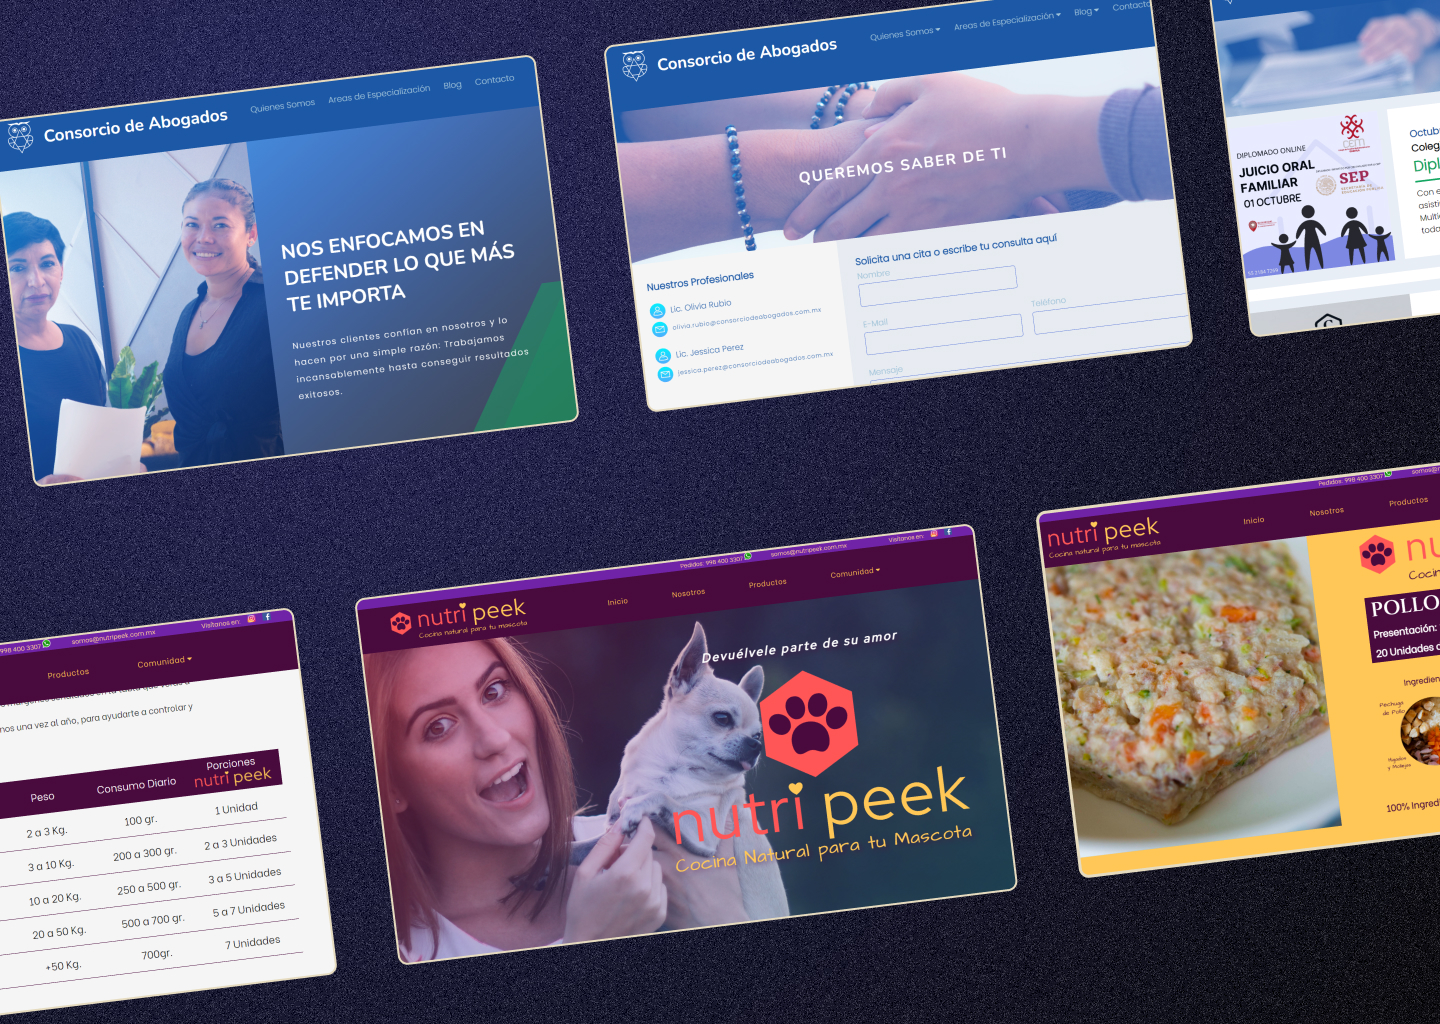 Consorcio de Abogados
Quienes Somos
Areas de Especialización
Blog
Contacto
NOS ENFOCAMOS EN
DEFENDER LO QUE MÁS
TE IMPORTA
Nuestros clientes confían en nosotros y lo
hacen por una simple razón: Trabajamos
incansablemente hasta conseguir resultados
exitosos.
Consorcio de Abogados
Quienes Somos
Areas de Especialización
Blog
Contacto
QUEREMOS SABER DE TI
Nuestros Profesionales
Lic. Olivia Rubio
olivia.rubio@consorciodeabogados.com.mx
Lic. Jessica Perez
jessica.perez@consorciodeabogados.com.mx
Solicita una cita o escribe tu consulta aquí
Nombre
E-Mail
Teléfono
Mensaje
DIPLOMADO ONLINE
JUICIO ORAL
FAMILIAR
01 OCTUBRE
SEP
Octub
Coleg
Dipl
Con e
asisti
Multi
toda
998 400 3307
somos@nutripeek.com.mx
Visítanos en:
Productos
Comunidad
nos una vez al año, para ayudarte a controlar y
Peso
Consumo Diario
Porciones
nutri peek
2 a 3 Kg.
100 gr.
1 Unidad
3 a 10 Kg.
200 a 300 gr.
2 a 3 Unidades
10 a 20 Kg.
250 a 500 gr.
3 a 5 Unidades
20 a 50 Kg.
500 a 700 gr.
5 a 7 Unidades
+50 Kg.
700gr.
7 Unidades
Pedidos: 998 400 3307
somos@nutripeek.com.mx
Visítanos en:
nutri peek
Cocina natural para tu mascota
Inicio
Nosotros
Productos
Comunidad
Devuélvele parte de su amor
nutri peek
Cocina Natural para tu Mascota
Pedidos: 998 400 3307
somos@n
nutri peek
Cocina natural para tu mascota
Inicio
Nosotros
Productos
nu
Cocin
POLLO
Presentación:
20 Unidades d
Ingredien
Pechuga
de Pollo
Hígados
y Mollejas
100% Ingredi